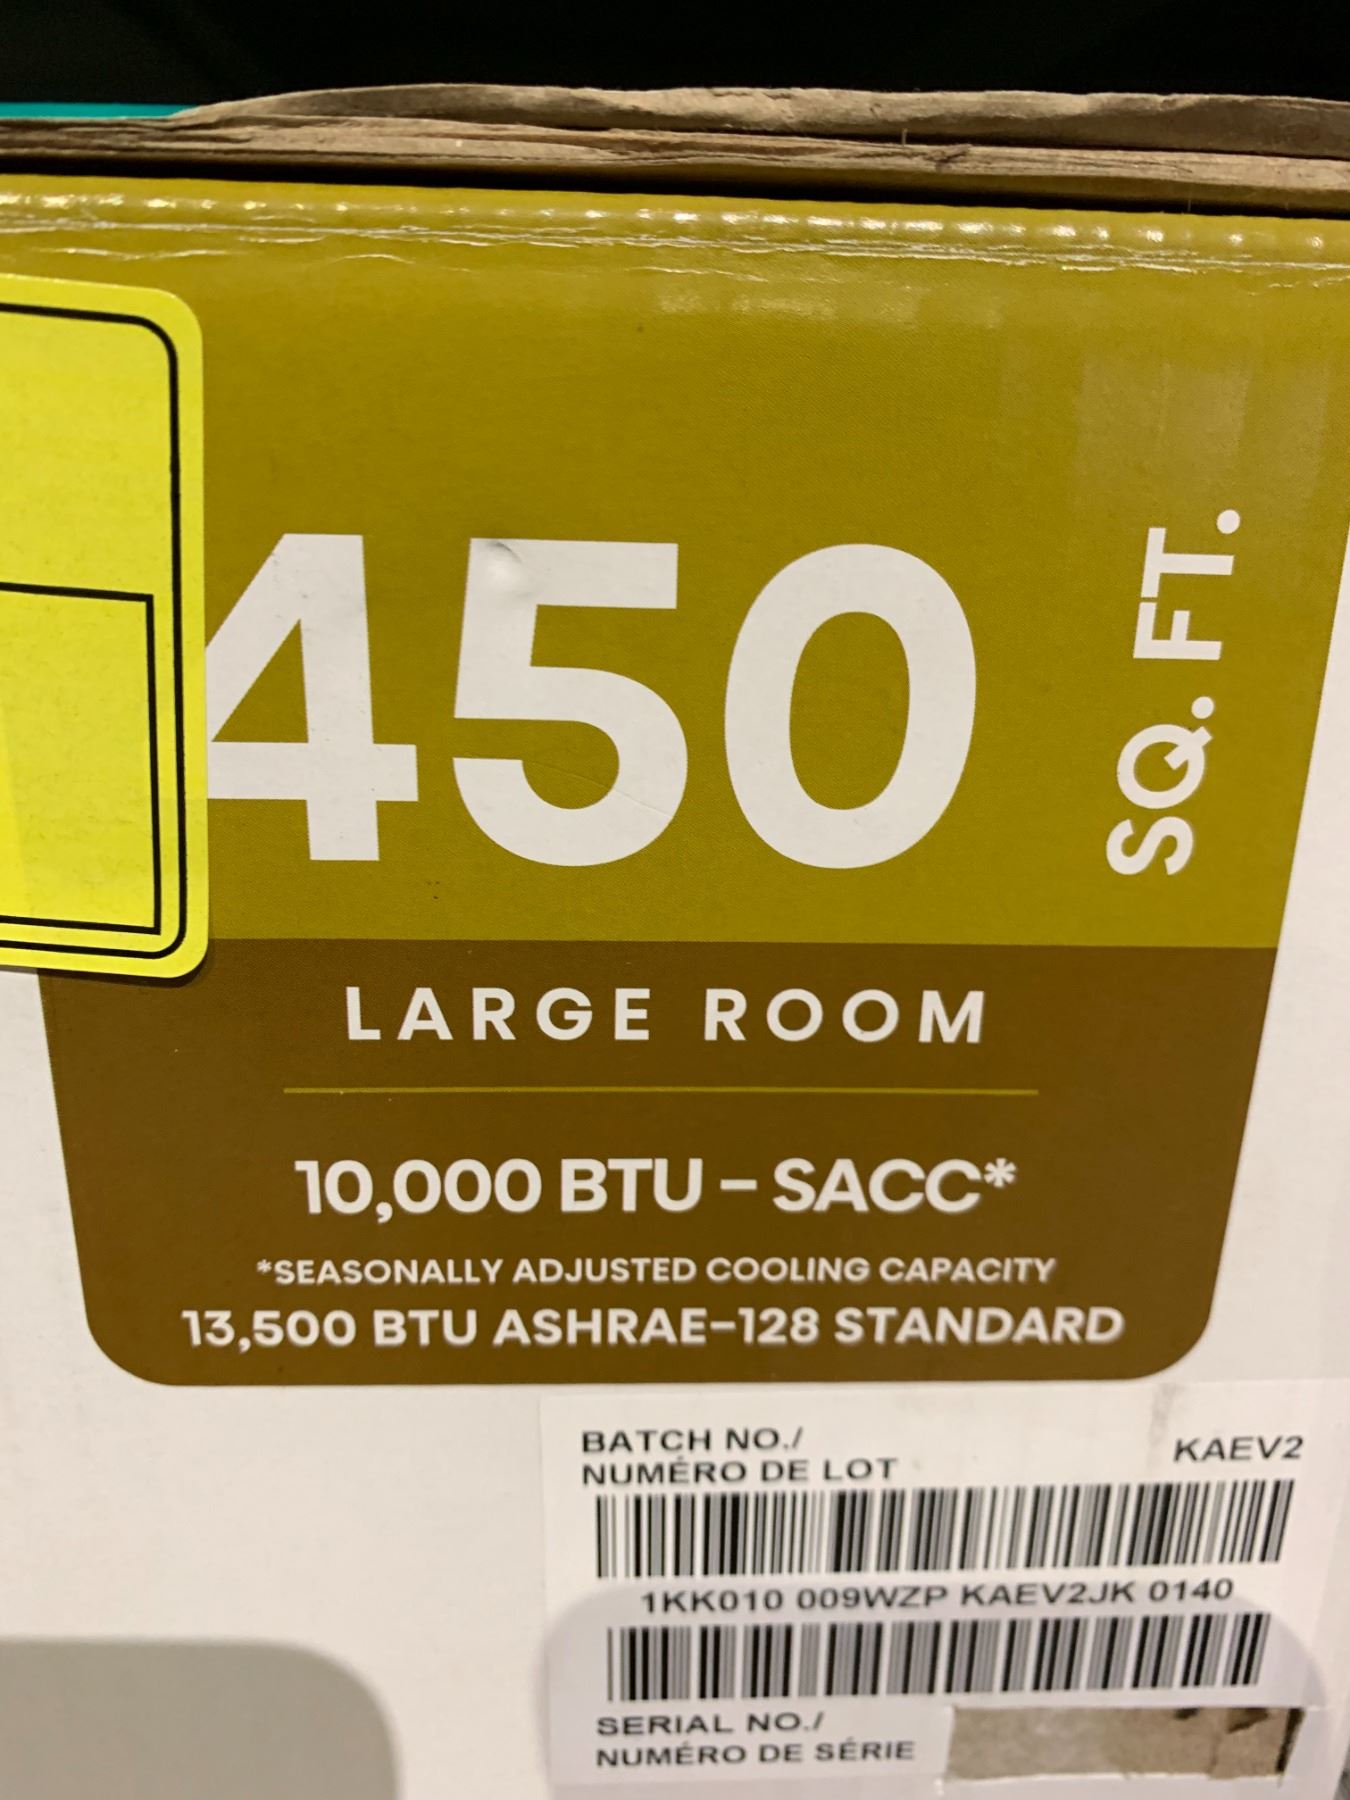 450 SQ. FT.
LARGE ROOM
10,000 BTU – SACC*
*SEASONALLY ADJUSTED COOLING CAPACITY
13,500 BTU ASHRAE-128 STANDARD
BATCH NO./
NUMÉRO DE LOT
KAEV2
1KK010 009WZP KAEV2JK 0140
SERIAL NO./
NUMÉRO DE SÉRIE